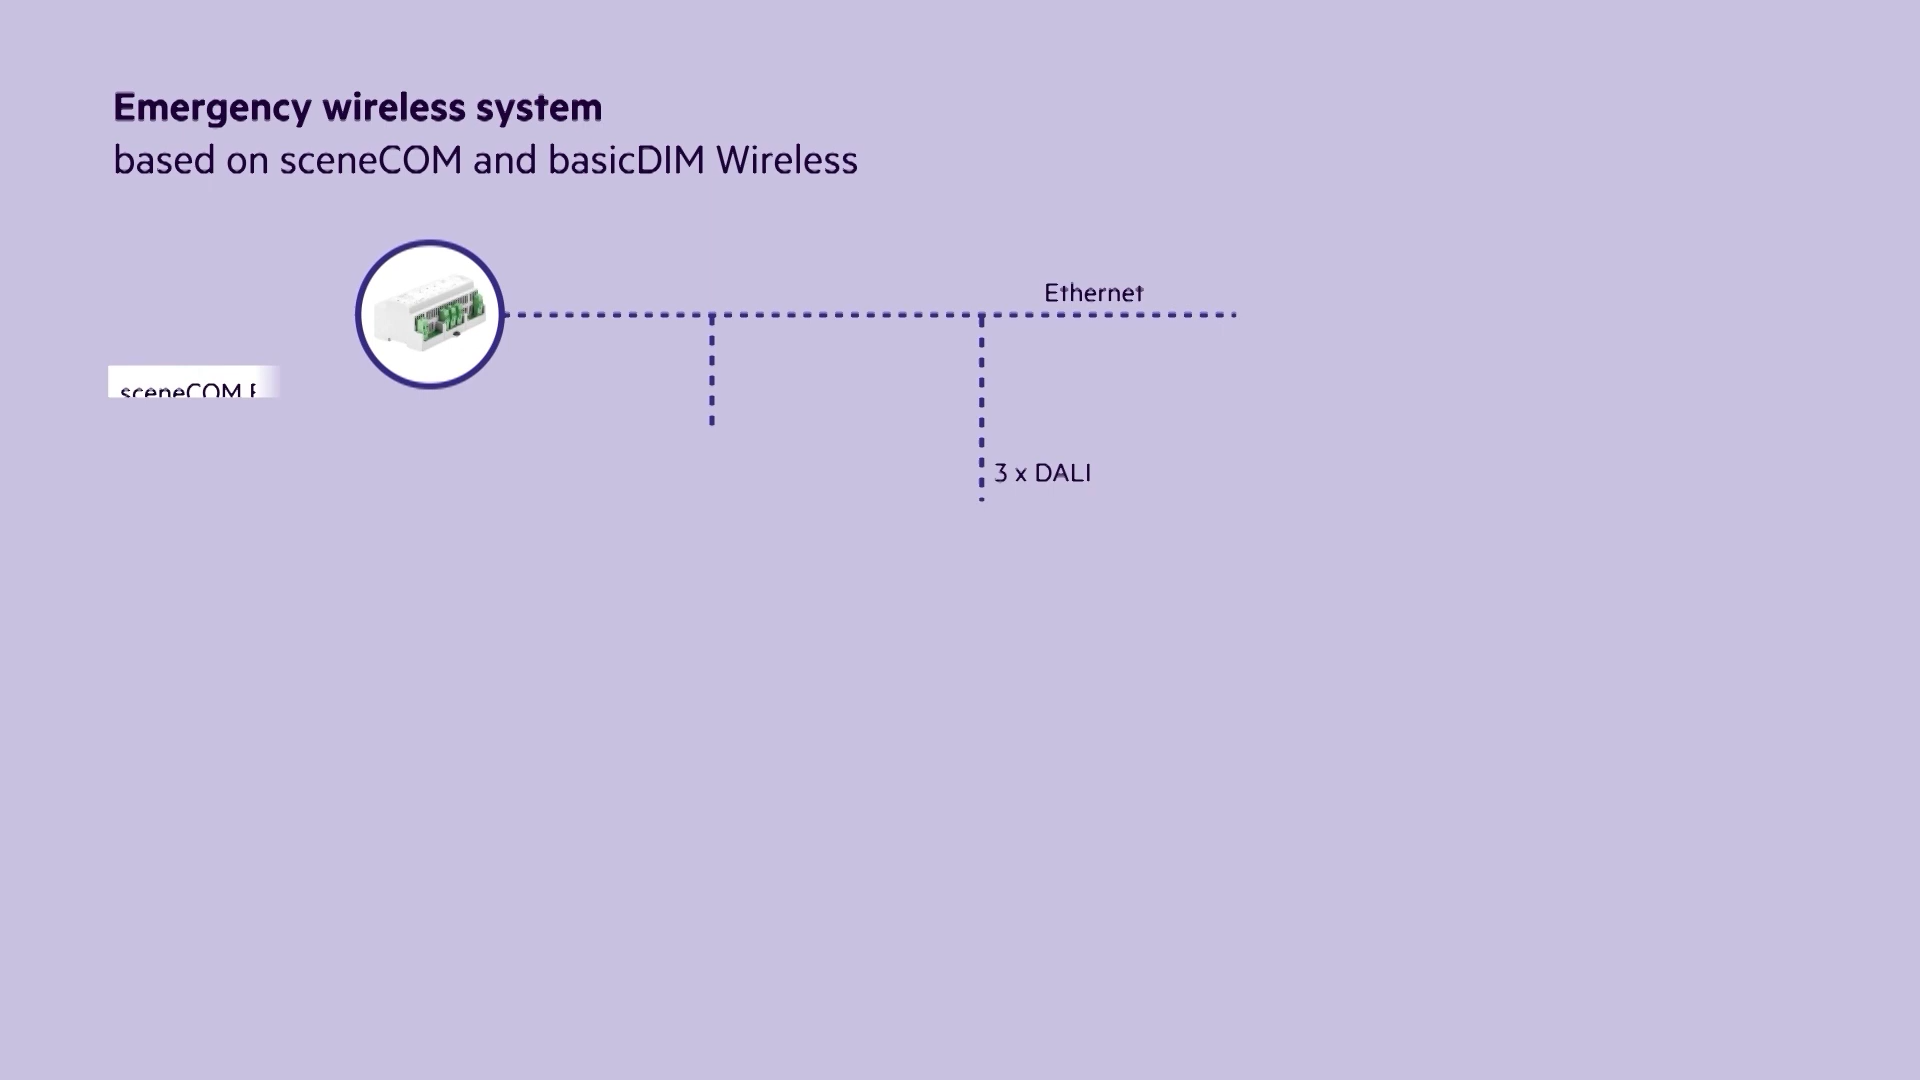 Emergency wireless system
based on sceneCOM and basicDIM Wireless
Ethernet
sceneCOM
3 x DALI